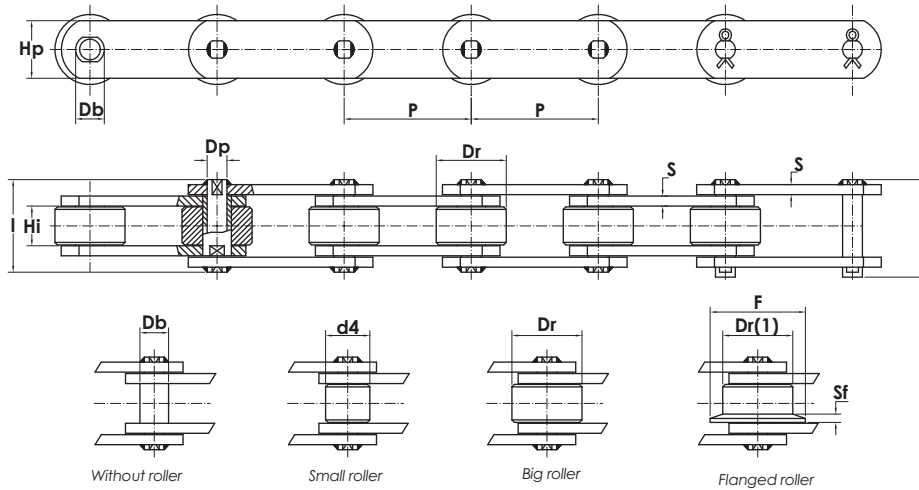 Hp
Db
P P
Dp
Dr
S
S
I
Hi
Db
d4
Dr
F
Dr(1)
Sf
Without roller
Small roller
Big roller
Flanged roller